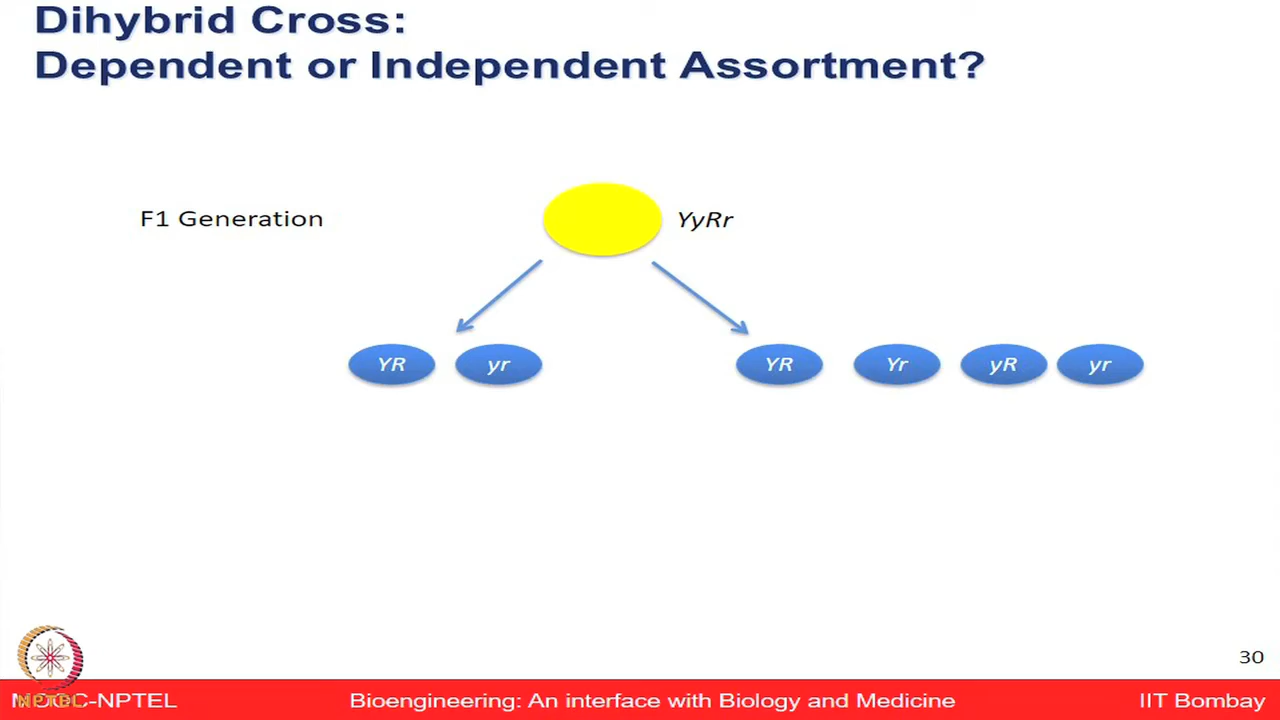 Dihybrid Cross:
Dependent or Independent Assortment?
F1 Generation
YyRr
YR yr YR Yr yR yr
30
NPTEL
-NPTEL Bioengineering: An interface with Biology and Medicine IIT Bombay